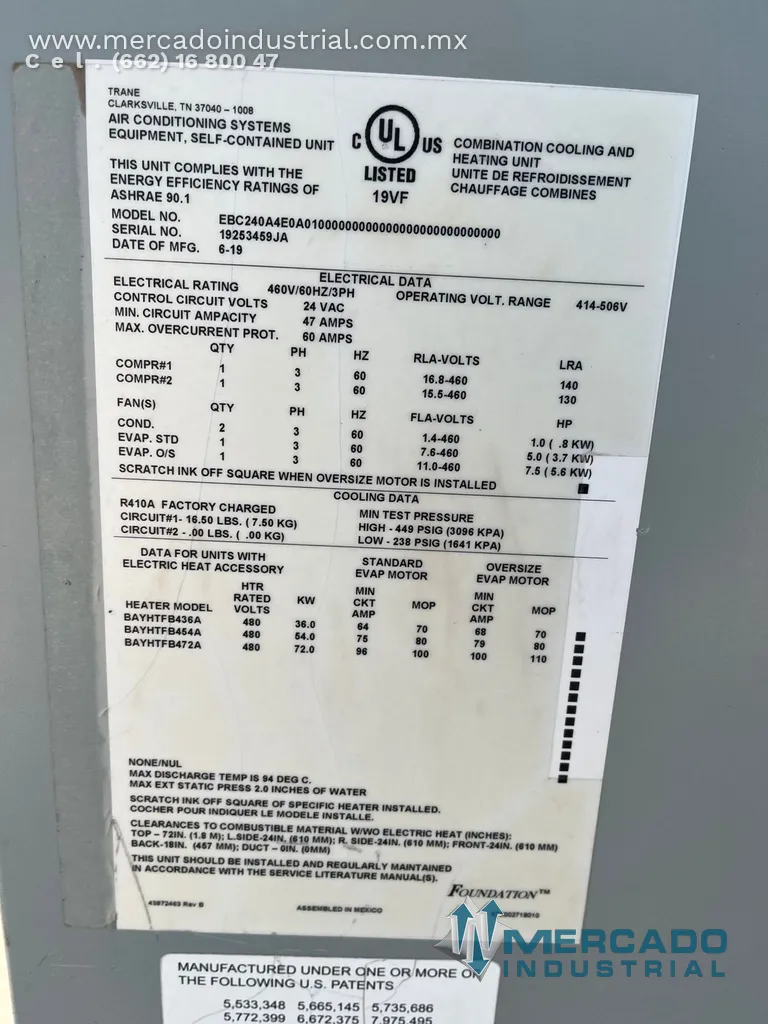 www.mercadoindustrial.com.mx
Cel. (662) 16 800 47
TRANE
CLARKSVILLE, TN 37040 – 1008
AIR CONDITIONING SYSTEMS
EQUIPMENT, SELF-CONTAINED UNIT
THIS UNIT COMPLIES WITH THE
ENERGY EFFICIENCY RATINGS OF
ASHRAE 90.1
C UL US
LISTED
19VF
COMBINATION COOLING AND
HEATING UNIT
UNITE DE REFROIDISSEMENT
CHAUFFAGE COMBINES
MODEL NO. EBC240A4E0A01000000000000000000000000000
SERIAL NO. 19253459JA
DATE OF MFG. 6-19
ELECTRICAL DATA
ELECTRICAL RATING 460V/60HZ/3PH OPERATING VOLT. RANGE 414-506V
CONTROL CIRCUIT VOLTS 24 VAC
MIN. CIRCUIT AMPACITY 47 AMPS
MAX. OVERCURRENT PROT. 60 AMPS
QTY PH HZ RLA-VOLTS LRA
COMPR#1 1 3 60 16.8-460 140
COMPR#2 1 3 60 15.5-460 130
FAN(S) QTY PH HZ FLA-VOLTS HP
COND. 2 3 60 1.4-460 1.0 ( .8 KW)
EVAP. STD 1 3 60 7.6-460 5.0 ( 3.7 KW)
EVAP. O/S 1 3 60 11.0-460 7.5 ( 5.6 KW)
SCRATCH INK OFF SQUARE WHEN OVERSIZE MOTOR IS INSTALLED
COOLING DATA
R410A FACTORY CHARGED MIN TEST PRESSURE
CIRCUIT#1- 16.50 LBS. ( 7.50 KG) HIGH - 449 PSIG (3096 KPA)
CIRCUIT#2 - .00 LBS. ( .00 KG) LOW - 238 PSIG (1641 KPA)
DATA FOR UNITS WITH STANDARD OVERSIZE
ELECTRIC HEAT ACCESSORY EVAP MOTOR EVAP MOTOR
HTR MIN MIN
RATED CKT CKT
HEATER MODEL VOLTS KW AMP MOP AMP MOP
BAYHTFB436A 480 36.0 64 70 68 70
BAYHTFB454A 480 54.0 75 80 79 80
BAYHTFB472A 480 72.0 96 100 100 110
NONE/NUL
MAX DISCHARGE TEMP IS 94 DEG C.
MAX EXT STATIC PRESS 2.0 INCHES OF WATER
SCRATCH INK OFF SQUARE OF SPECIFIC HEATER INSTALLED.
COCHER POUR INDIQUER LE MODELE INSTALLE.
CLEARANCES TO COMBUSTIBLE MATERIAL W/WO ELECTRIC HEAT (INCHES):
TOP – 72IN. (1.8 M); L.SIDE-24IN. (610 MM); R. SIDE-24IN. (610 MM); FRONT-24IN. (610 MM)
BACK-18IN. (457 MM); DUCT – 0IN. (0MM)
THIS UNIT SHOULD BE INSTALLED AND REGULARLY MAINTAINED
IN ACCORDANCE WITH THE SERVICE LITERATURE MANUAL(S).
FOUNDATION™
ASSEMBLED IN MEXICO
MERCADO
INDUSTRIAL
MANUFACTURED UNDER ONE OR MORE OF
THE FOLLOWING U.S. PATENTS
5,533,348 5,665,145 5,735,686
5,772,399 6,672,375 7,975,495